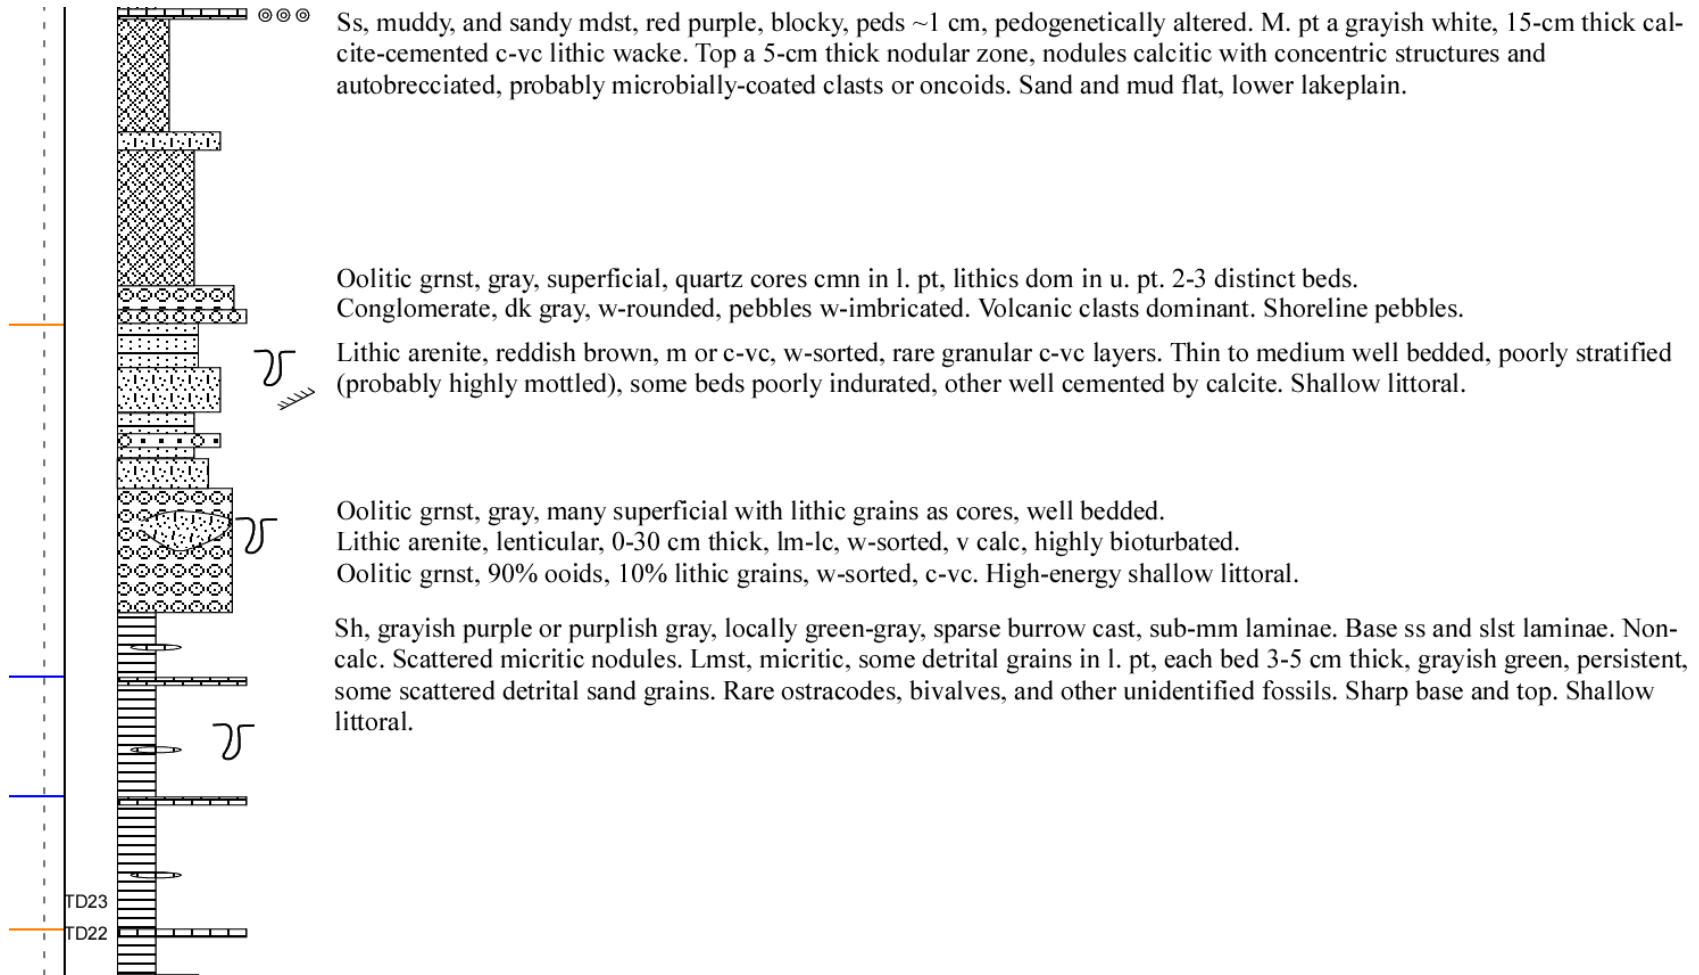 Ss, muddy, and sandy mdst, red purple, blocky, peds ~1 cm, pedogenetically altered. M. pt a grayish white, 15-cm thick cal-
cite-cemented c-vc lithic wacke. Top a 5-cm thick nodular zone, nodules calcitic with concentric structures and
autobrecciated, probably microbially-coated clasts or oncoids. Sand and mud flat, lower lakeplain.
Oolitic grnst, gray, superficial, quartz cores cmn in l. pt, lithics dom in u. pt. 2-3 distinct beds.
Conglomerate, dk gray, w-rounded, pebbles w-imbricated. Volcanic clasts dominant. Shoreline pebbles.
Lithic arenite, reddish brown, m or c-vc, w-sorted, rare granular c-vc layers. Thin to medium well bedded, poorly stratified
(probably highly mottled), some beds poorly indurated, other well cemented by calcite. Shallow littoral.
Oolitic grnst, gray, many superficial with lithic grains as cores, well bedded.
Lithic arenite, lenticular, 0-30 cm thick, lm-lc, w-sorted, v calc, highly bioturbated.
Oolitic grnst, 90% ooids, 10% lithic grains, w-sorted, c-vc. High-energy shallow littoral.
Sh, grayish purple or purplish gray, locally green-gray, sparse burrow cast, sub-mm laminae. Base ss and slst laminae. Non-
calc. Scattered micritic nodules. Lmst, micritic, some detrital grains in l. pt, each bed 3-5 cm thick, grayish green, persistent,
some scattered detrital sand grains. Rare ostracodes, bivalves, and other unidentified fossils. Sharp base and top. Shallow
littoral.
TD23
TD22